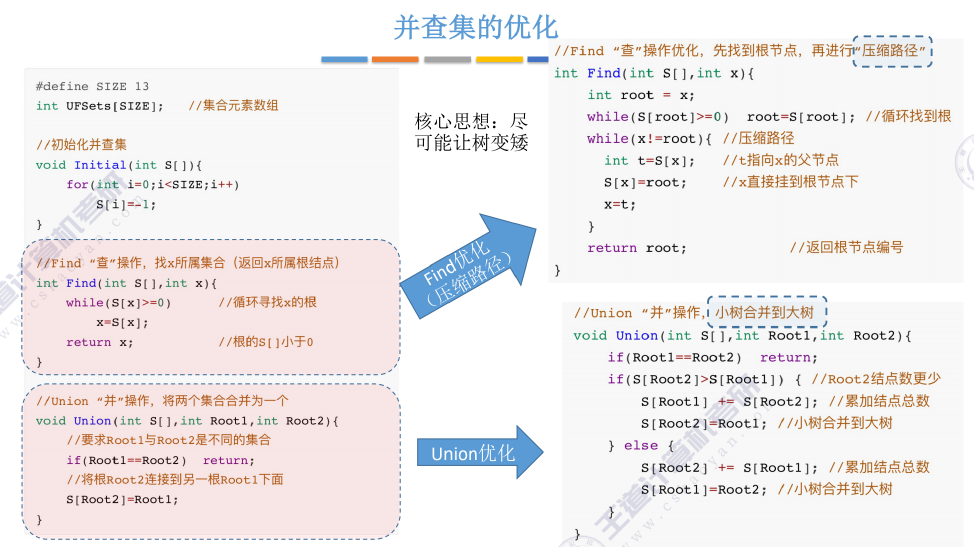 并查集的优化
#define SIZE 13
int UFSets[SIZE];   //集合元素数组
//初始化并查集
void Initial(int S[]){
    for(int i=0;i<SIZE;i++)
        S[i]=-1;
}
//Find “查”操作，找x所属集合（返回x所属根结点）
int Find(int S[],int x){
    while(S[x]>=0)      //循环寻找x的根
        x=S[x];
    return x;           //根的S[]小于0
}
//Union “并”操作，将两个集合合并为一个
void Union(int S[],int Root1,int Root2){
    //要求Root1与Root2是不同的集合
    if(Root1==Root2)  return;
    //将根Root2连接到另一根Root1下面
    S[Root2]=Root1;
}
核心思想：尽
可能让树变矮
Find优化
（压缩路径）
Union优化
//Find “查”操作优化，先找到根节点，再进行“压缩路径”
int Find(int S[],int x){
    int root = x;
    while(S[root]>=0)  root=S[root]; //循环找到根
    while(x!=root){ //压缩路径
      int t=S[x];   //t指向x的父节点
      S[x]=root;    //x直接挂到根节点下
      x=t;
    }
    return root;            //返回根节点编号
}
//Union “并”操作，小树合并到大树
void Union(int S[],int Root1,int Root2){
    if(Root1==Root2)  return;
    if(S[Root2]>S[Root1]) { //Root2结点数更少
        S[Root1] += S[Root2]; //累加结点总数
        S[Root2]=Root1; //小树合并到大树
    } else {
        S[Root2] += S[Root1]; //累加结点总数
        S[Root1]=Root2; //小树合并到大树
    }
}